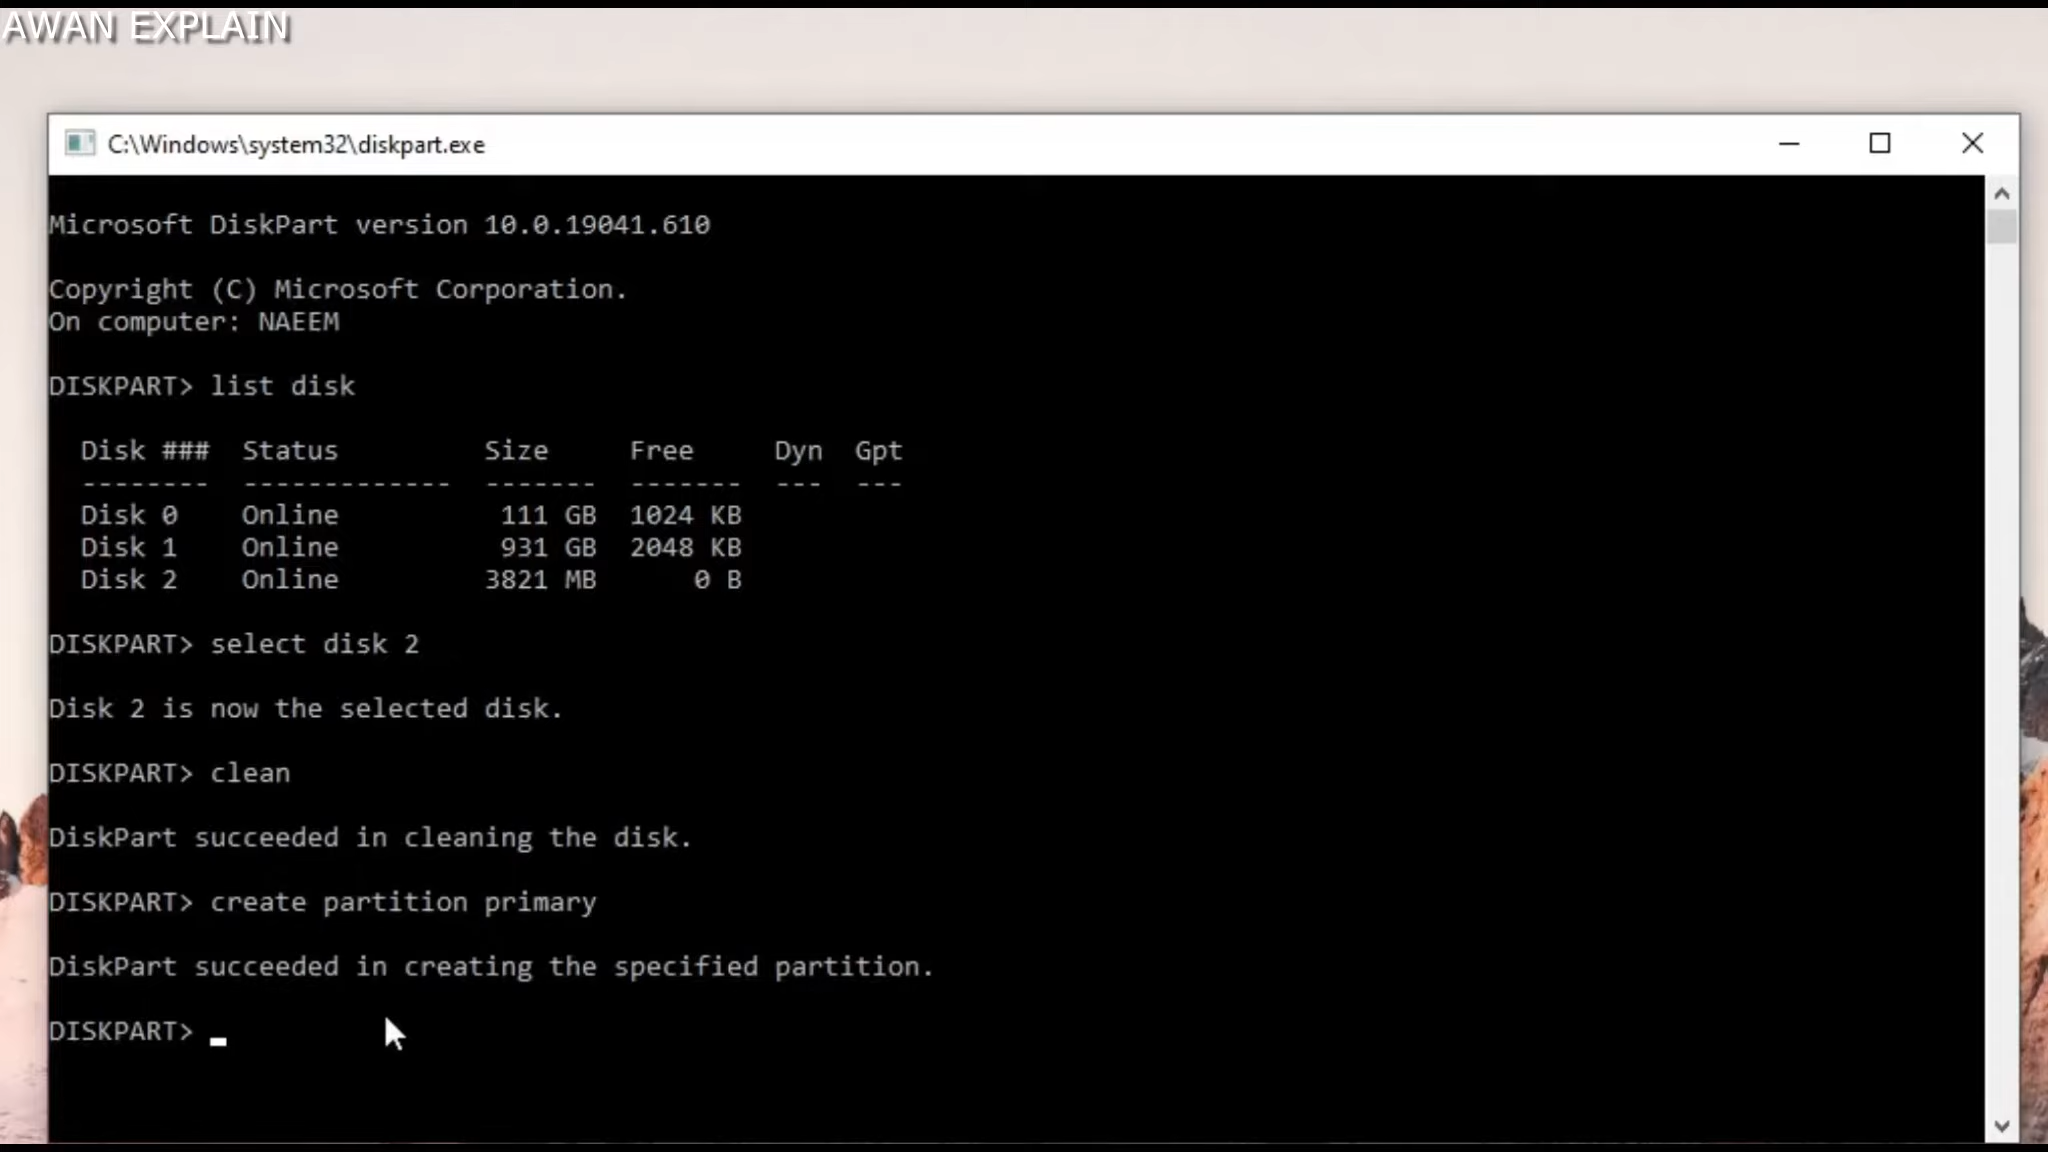 AWAN EXPLAIN
C:\Windows\system32\diskpart.exe
Microsoft DiskPart version 10.0.19041.610
Copyright (C) Microsoft Corporation.
On computer: NAEEM
DISKPART> list disk
Disk ### Status Size Free Dyn Gpt
-------- ------------- ------- ------- --- ---
Disk 0 Online 111 GB 1024 KB
Disk 1 Online 931 GB 2048 KB
Disk 2 Online 3821 MB 0 B
DISKPART> select disk 2
Disk 2 is now the selected disk.
DISKPART> clean
DiskPart succeeded in cleaning the disk.
DISKPART> create partition primary
DiskPart succeeded in creating the specified partition.
DISKPART>